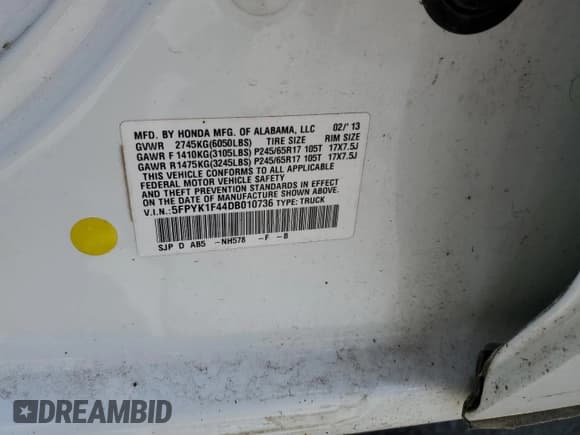 MFD. BY HONDA MFG. OF ALABAMA, LLC 02/'13
GVWR 2745KG(6050LBS) TIRE SIZE RIM SIZE
GAWR F 1410KG(3105LBS) P245/65R17 105T 17X7.5J
GAWR R1475KG(3245LBS) P245/65R17 105T 17X7.5J
THIS VEHICLE CONFORMS TO ALL APPLICABLE
FEDERAL MOTOR VEHICLE SAFETY
AND THEFT PREVENTION STANDARDS IN EFFECT
ON THE DATE OF MANUFACTURE SHOWN ABOVE.
V.I.N.: 5FPYK1F44DB010736 TYPE: TRUCK
SJP D AB5 -NH578 -F -B
DREAMBID